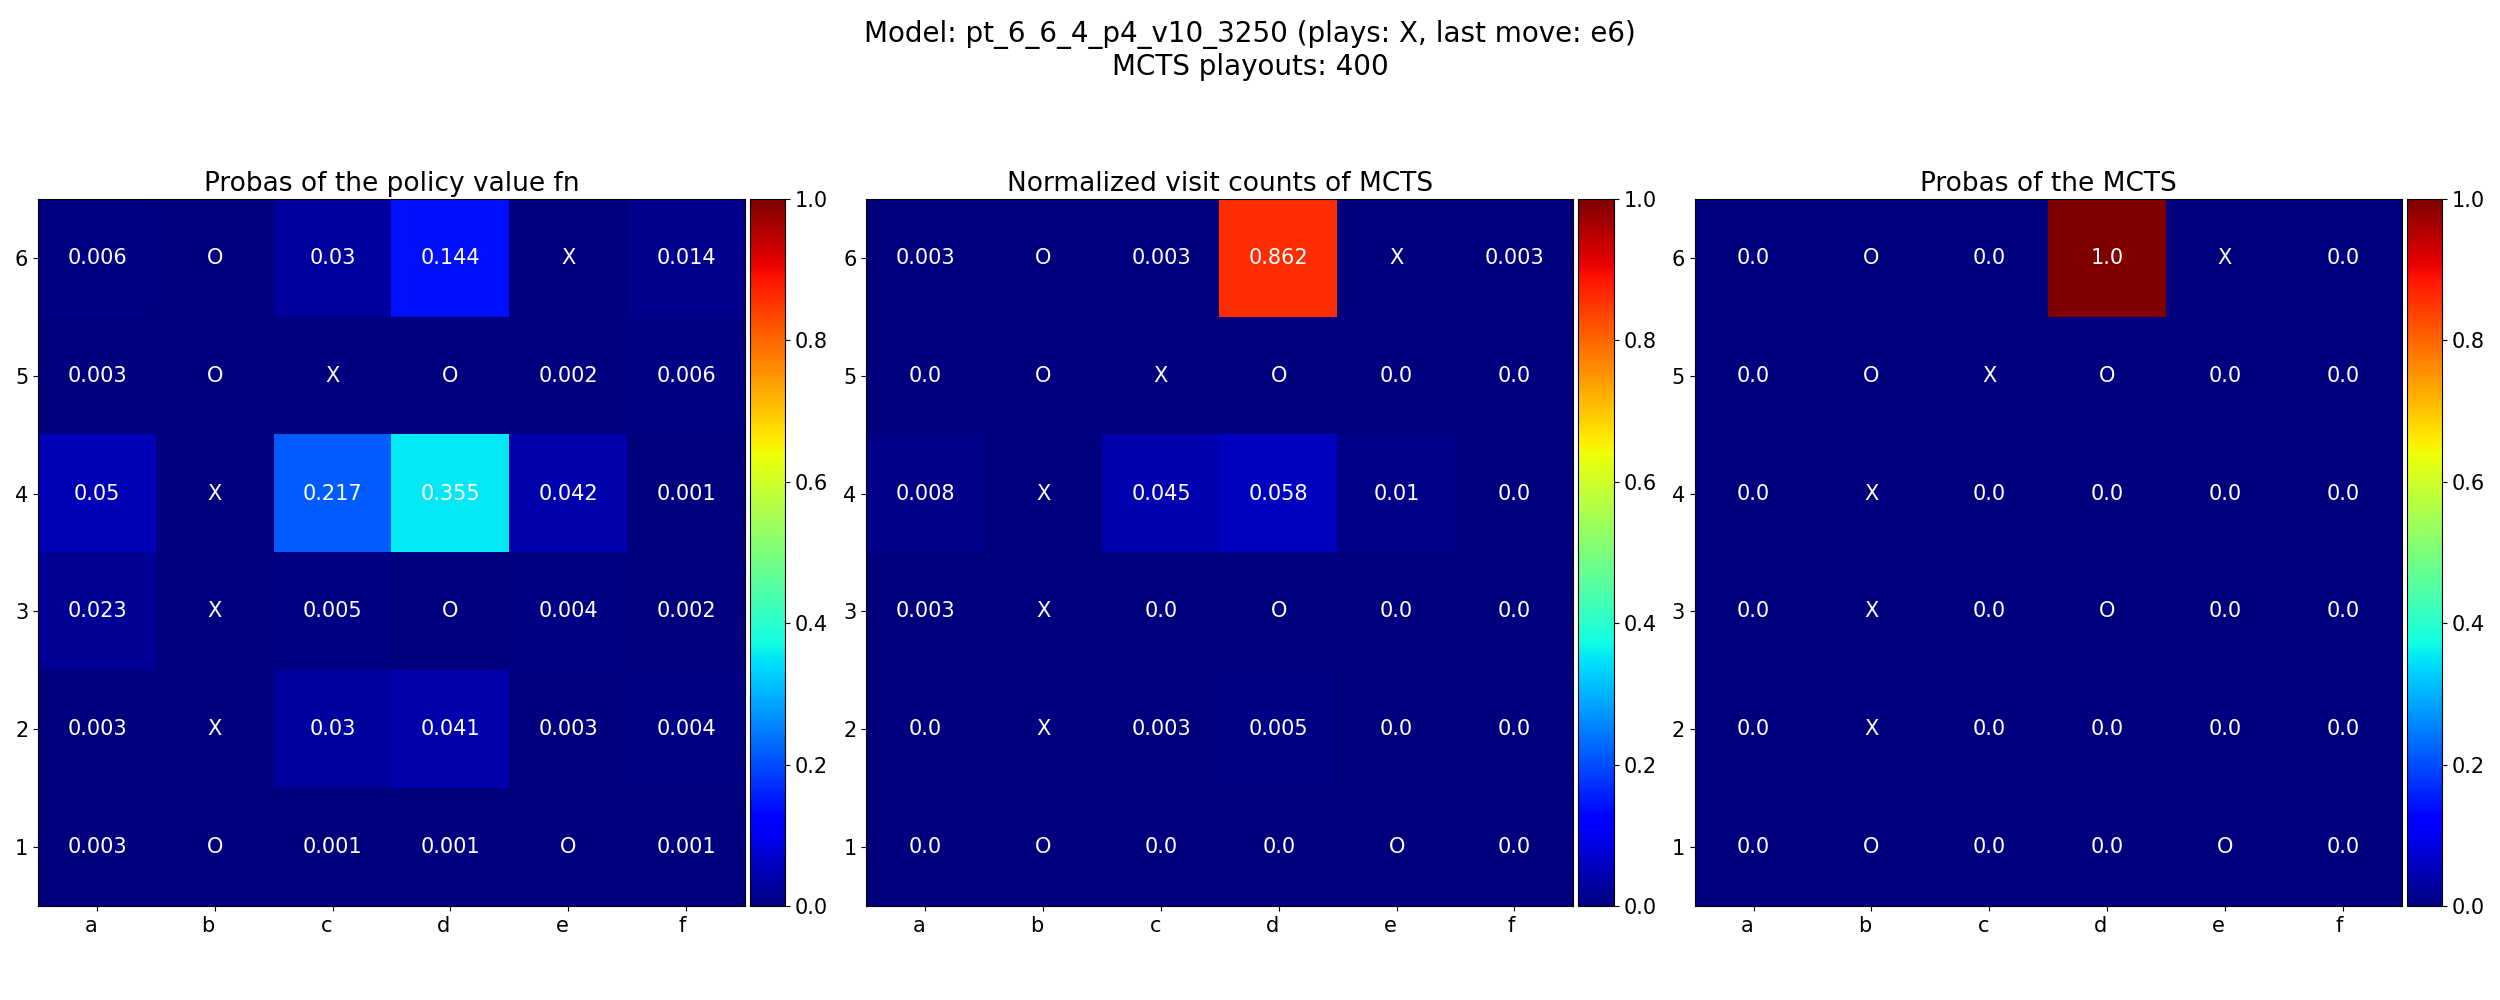 Model: pt_6_6_4_p4_v10_3250 (plays: X, last move: e6)
MCTS playouts: 400
Probas of the policy value fn
6 0.006 O 0.03 0.144 X 0.014
5 0.003 O X O 0.002 0.006
4 0.05 X 0.217 0.355 0.042 0.001
3 0.023 X 0.005 O 0.004 0.002
2 0.003 X 0.03 0.041 0.003 0.004
1 0.003 O 0.001 0.001 O 0.001
a b c d e f
1.0
0.8
0.6
0.4
0.2
0.0
Normalized visit counts of MCTS
6 0.003 O 0.003 0.862 X 0.003
5 0.0 O X O 0.0 0.0
4 0.008 X 0.045 0.058 0.01 0.0
3 0.003 X 0.0 O 0.0 0.0
2 0.0 X 0.003 0.005 0.0 0.0
1 0.0 O 0.0 0.0 O 0.0
a b c d e f
1.0
0.8
0.6
0.4
0.2
0.0
Probas of the MCTS
6 0.0 O 0.0 1.0 X 0.0
5 0.0 O X O 0.0 0.0
4 0.0 X 0.0 0.0 0.0 0.0
3 0.0 X 0.0 O 0.0 0.0
2 0.0 X 0.0 0.0 0.0 0.0
1 0.0 O 0.0 0.0 O 0.0
a b c d e f
1.0
0.8
0.6
0.4
0.2
0.0